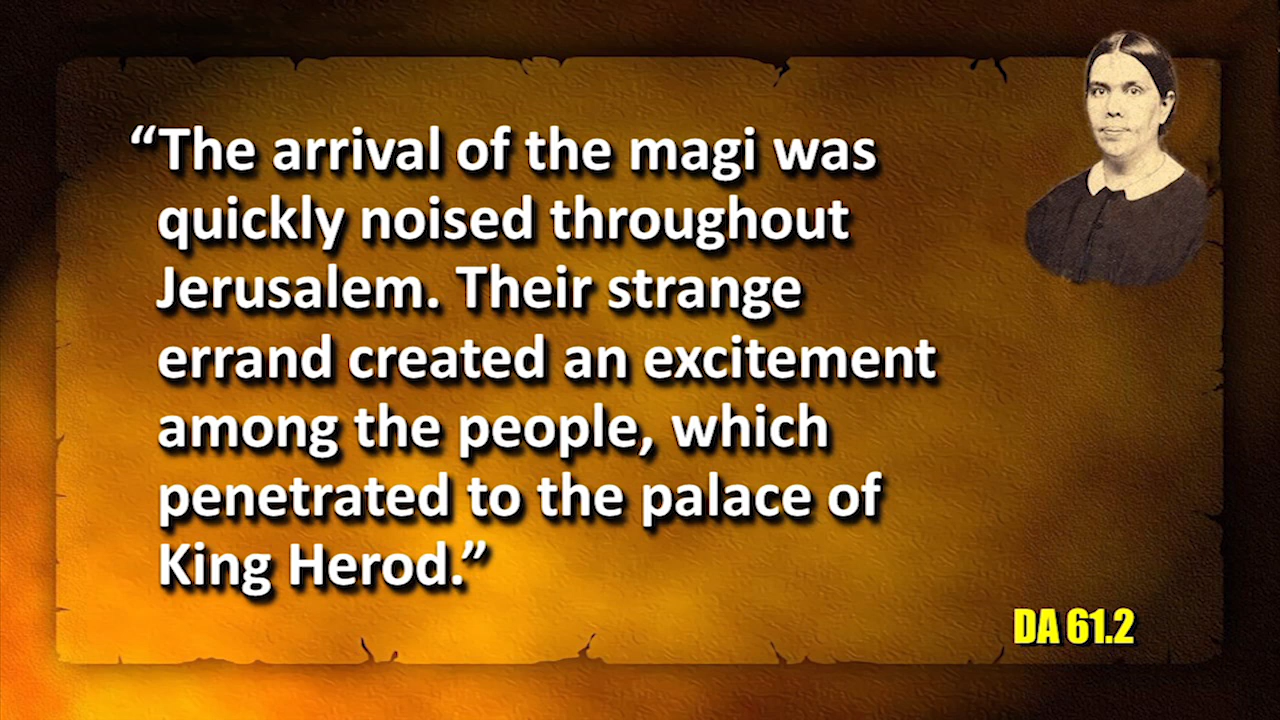 “The arrival of the magi was
quickly noised throughout
Jerusalem. Their strange
errand created an excitement
among the people, which
penetrated to the palace of
King Herod.”
DA 61.2